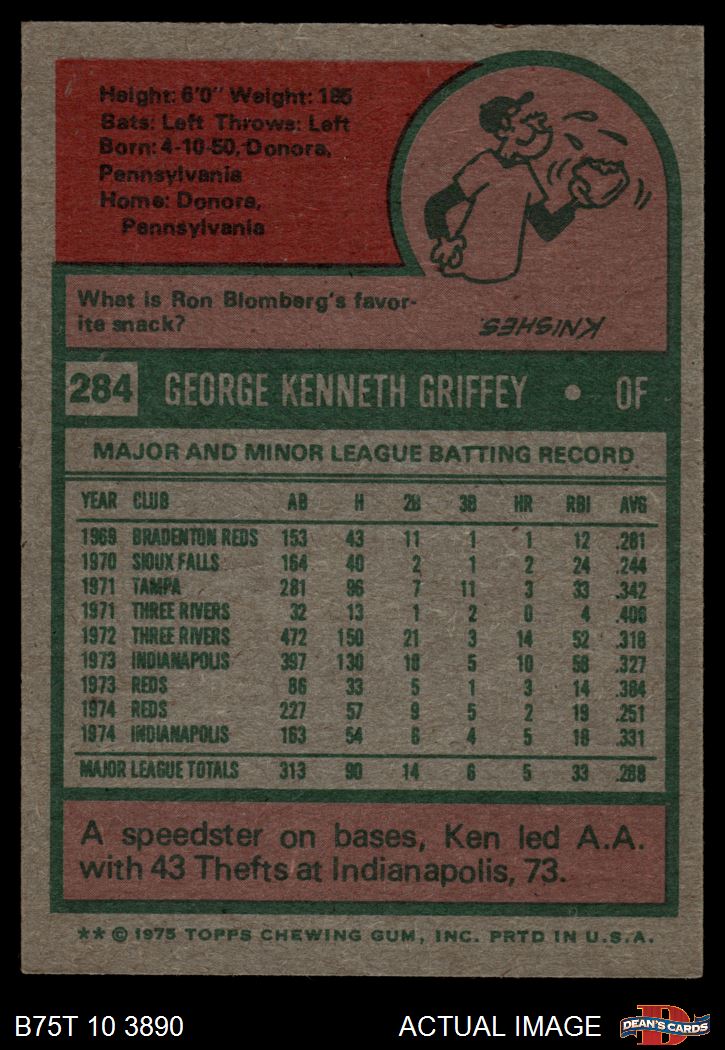 Height: 6'0" Weight: 185
Bats: Left Throws: Left
Born: 4-10-50, Donora,
Pennsylvania
Home: Donora,
Pennsylvania
What is Ron Blomberg's favor-
ite snack?
KNISHES.
284 GEORGE KENNETH GRIFFEY • OF
MAJOR AND MINOR LEAGUE BATTING RECORD
YEAR CLUB AB H 2B 3B HR RBI AVG
1969 BRADENTON REDS 153 43 11 1 1 12 .281
1970 SIOUX FALLS 164 40 2 1 2 24 .244
1971 TAMPA 281 96 7 11 3 33 .342
1971 THREE RIVERS 32 13 1 2 0 4 .406
1972 THREE RIVERS 472 150 21 3 14 52 .318
1973 INDIANAPOLIS 397 130 18 5 10 58 .327
1973 REDS 86 33 5 1 3 14 .384
1974 REDS 227 57 9 5 2 19 .251
1974 INDIANAPOLIS 163 54 6 4 5 18 .331
MAJOR LEAGUE TOTALS 313 90 14 6 5 33 .288
A speedster on bases, Ken led A.A.
with 43 Thefts at Indianapolis, 73.
** © 1975 TOPPS CHEWING GUM, INC. PRTD IN U.S.A.
B75T 10 3890 ACTUAL IMAGE DEAN'S CARDS